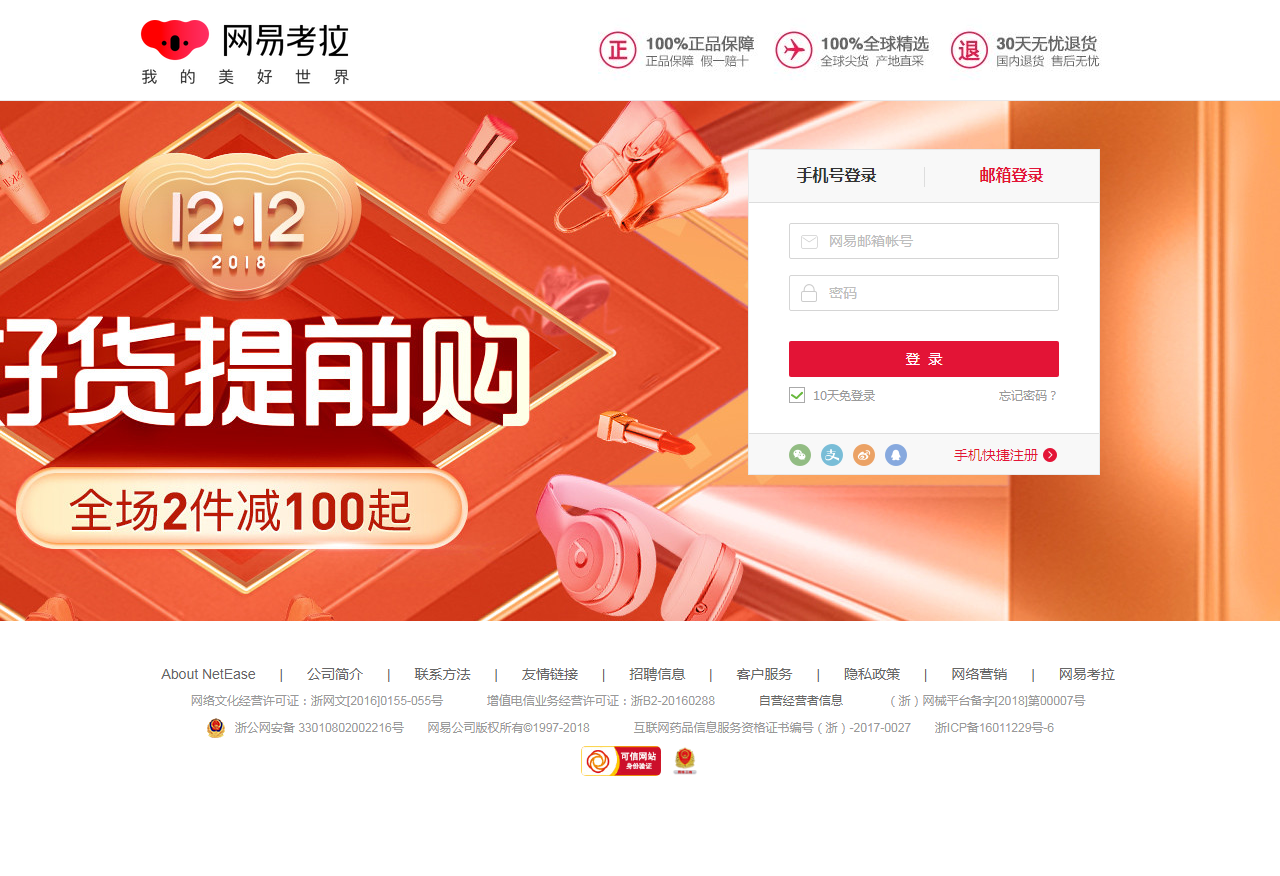 网易考拉
我的美好世界
正 100%正品保障
正品保障 假一赔十
100%全球精选
全球尖货 产地直采
退 30天无忧退货
国内退货 售后无忧
12·12
2018
好货提前购
全场2件减100起
SK-II
SK-II
手机号登录
邮箱登录
网易邮箱帐号
密码
登 录
10天免登录
忘记密码？
手机快捷注册
About NetEase | 公司简介 | 联系方法 | 友情链接 | 招聘信息 | 客户服务 | 隐私政策 | 网络营销 | 网易考拉
网络文化经营许可证：浙网文[2016]0155-055号 增值电信业务经营许可证：浙B2-20160288 自营经营者信息 （浙）网械平台备字[2018]第00007号
浙公网安备 33010802002216号 网易公司版权所有©1997-2018 互联网药品信息服务资格证书编号（浙）-2017-0027 浙ICP备16011229号-6
可信网站
身份验证